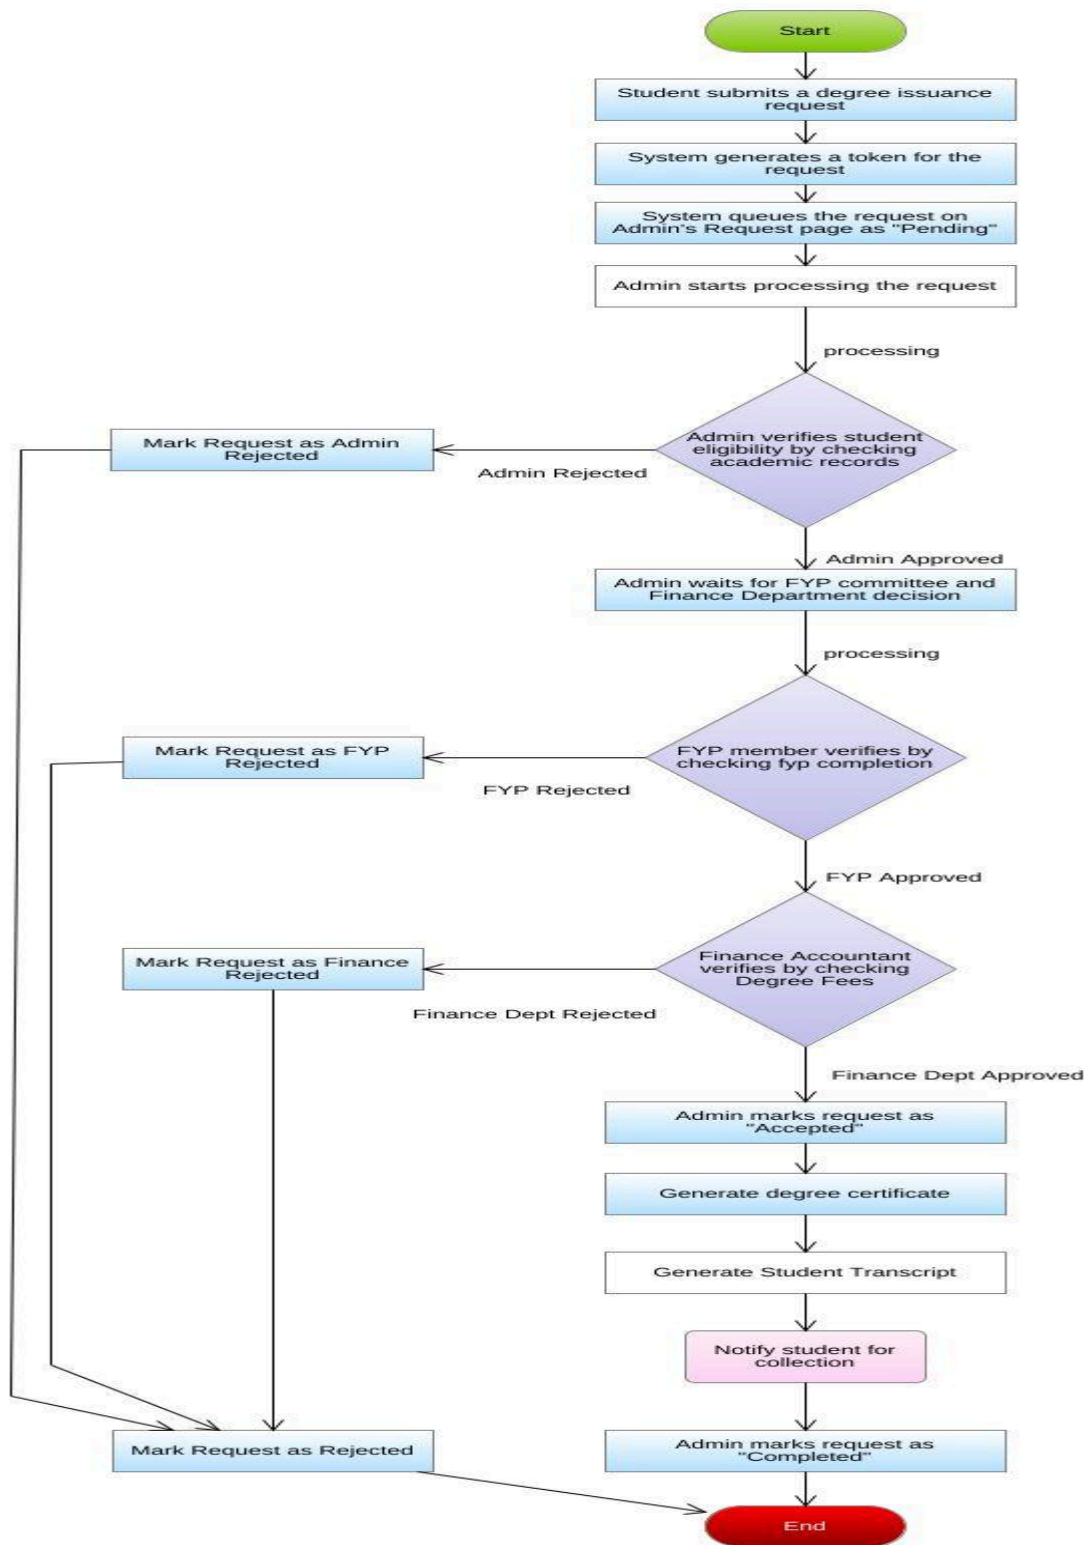 Start
Student submits a degree issuance
request
System generates a token for the
request
System queues the request on
Admin's Request page as "Pending"
Admin starts processing the request
processing
Admin verifies student
eligibility by checking
academic records
Mark Request as Admin
Rejected
Admin Rejected
Admin Approved
Admin waits for FYP committee and
Finance Department decision
processing
FYP member verifies by
checking fyp completion
Mark Request as FYP
Rejected
FYP Rejected
FYP Approved
Finance Accountant
verifies by checking
Degree Fees
Mark Request as Finance
Rejected
Finance Dept Rejected
Finance Dept Approved
Admin marks request as
"Accepted"
Generate degree certificate
Generate Student Transcript
Notify student for
collection
Mark Request as Rejected
Admin marks request as
"Completed"
End